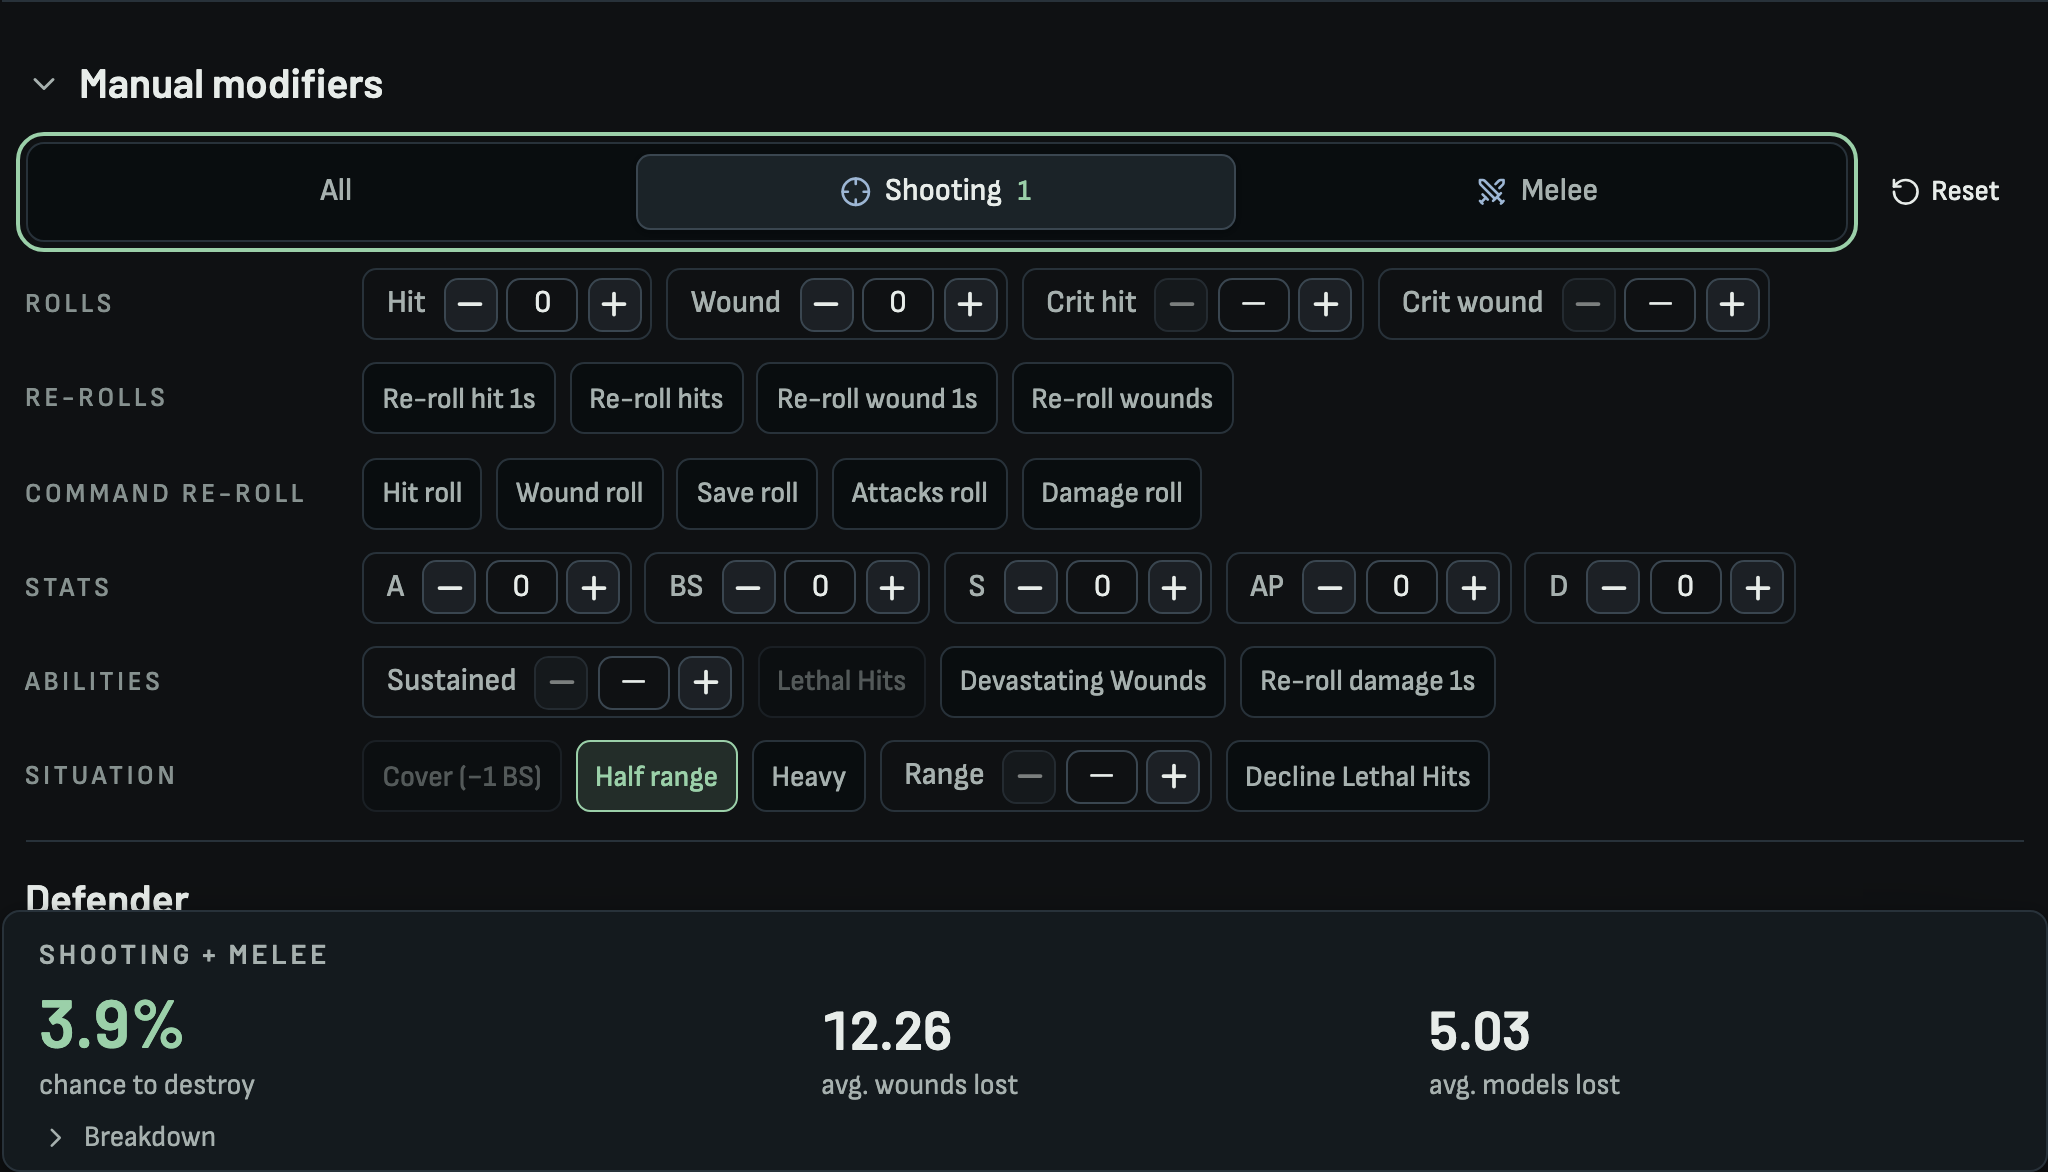 Manual modifiers
All Shooting 1 Melee Reset
ROLLS Hit − 0 + Wound − 0 + Crit hit − – + Crit wound − – +
RE-ROLLS Re-roll hit 1s Re-roll hits Re-roll wound 1s Re-roll wounds
COMMAND RE-ROLL Hit roll Wound roll Save roll Attacks roll Damage roll
STATS A − 0 + BS − 0 + S − 0 + AP − 0 + D − 0 +
ABILITIES Sustained − – + Lethal Hits Devastating Wounds Re-roll damage 1s
SITUATION Cover (−1 BS) Half range Heavy Range − – + Decline Lethal Hits
Defender
SHOOTING + MELEE
3.9% 12.26 5.03
chance to destroy avg. wounds lost avg. models lost
Breakdown